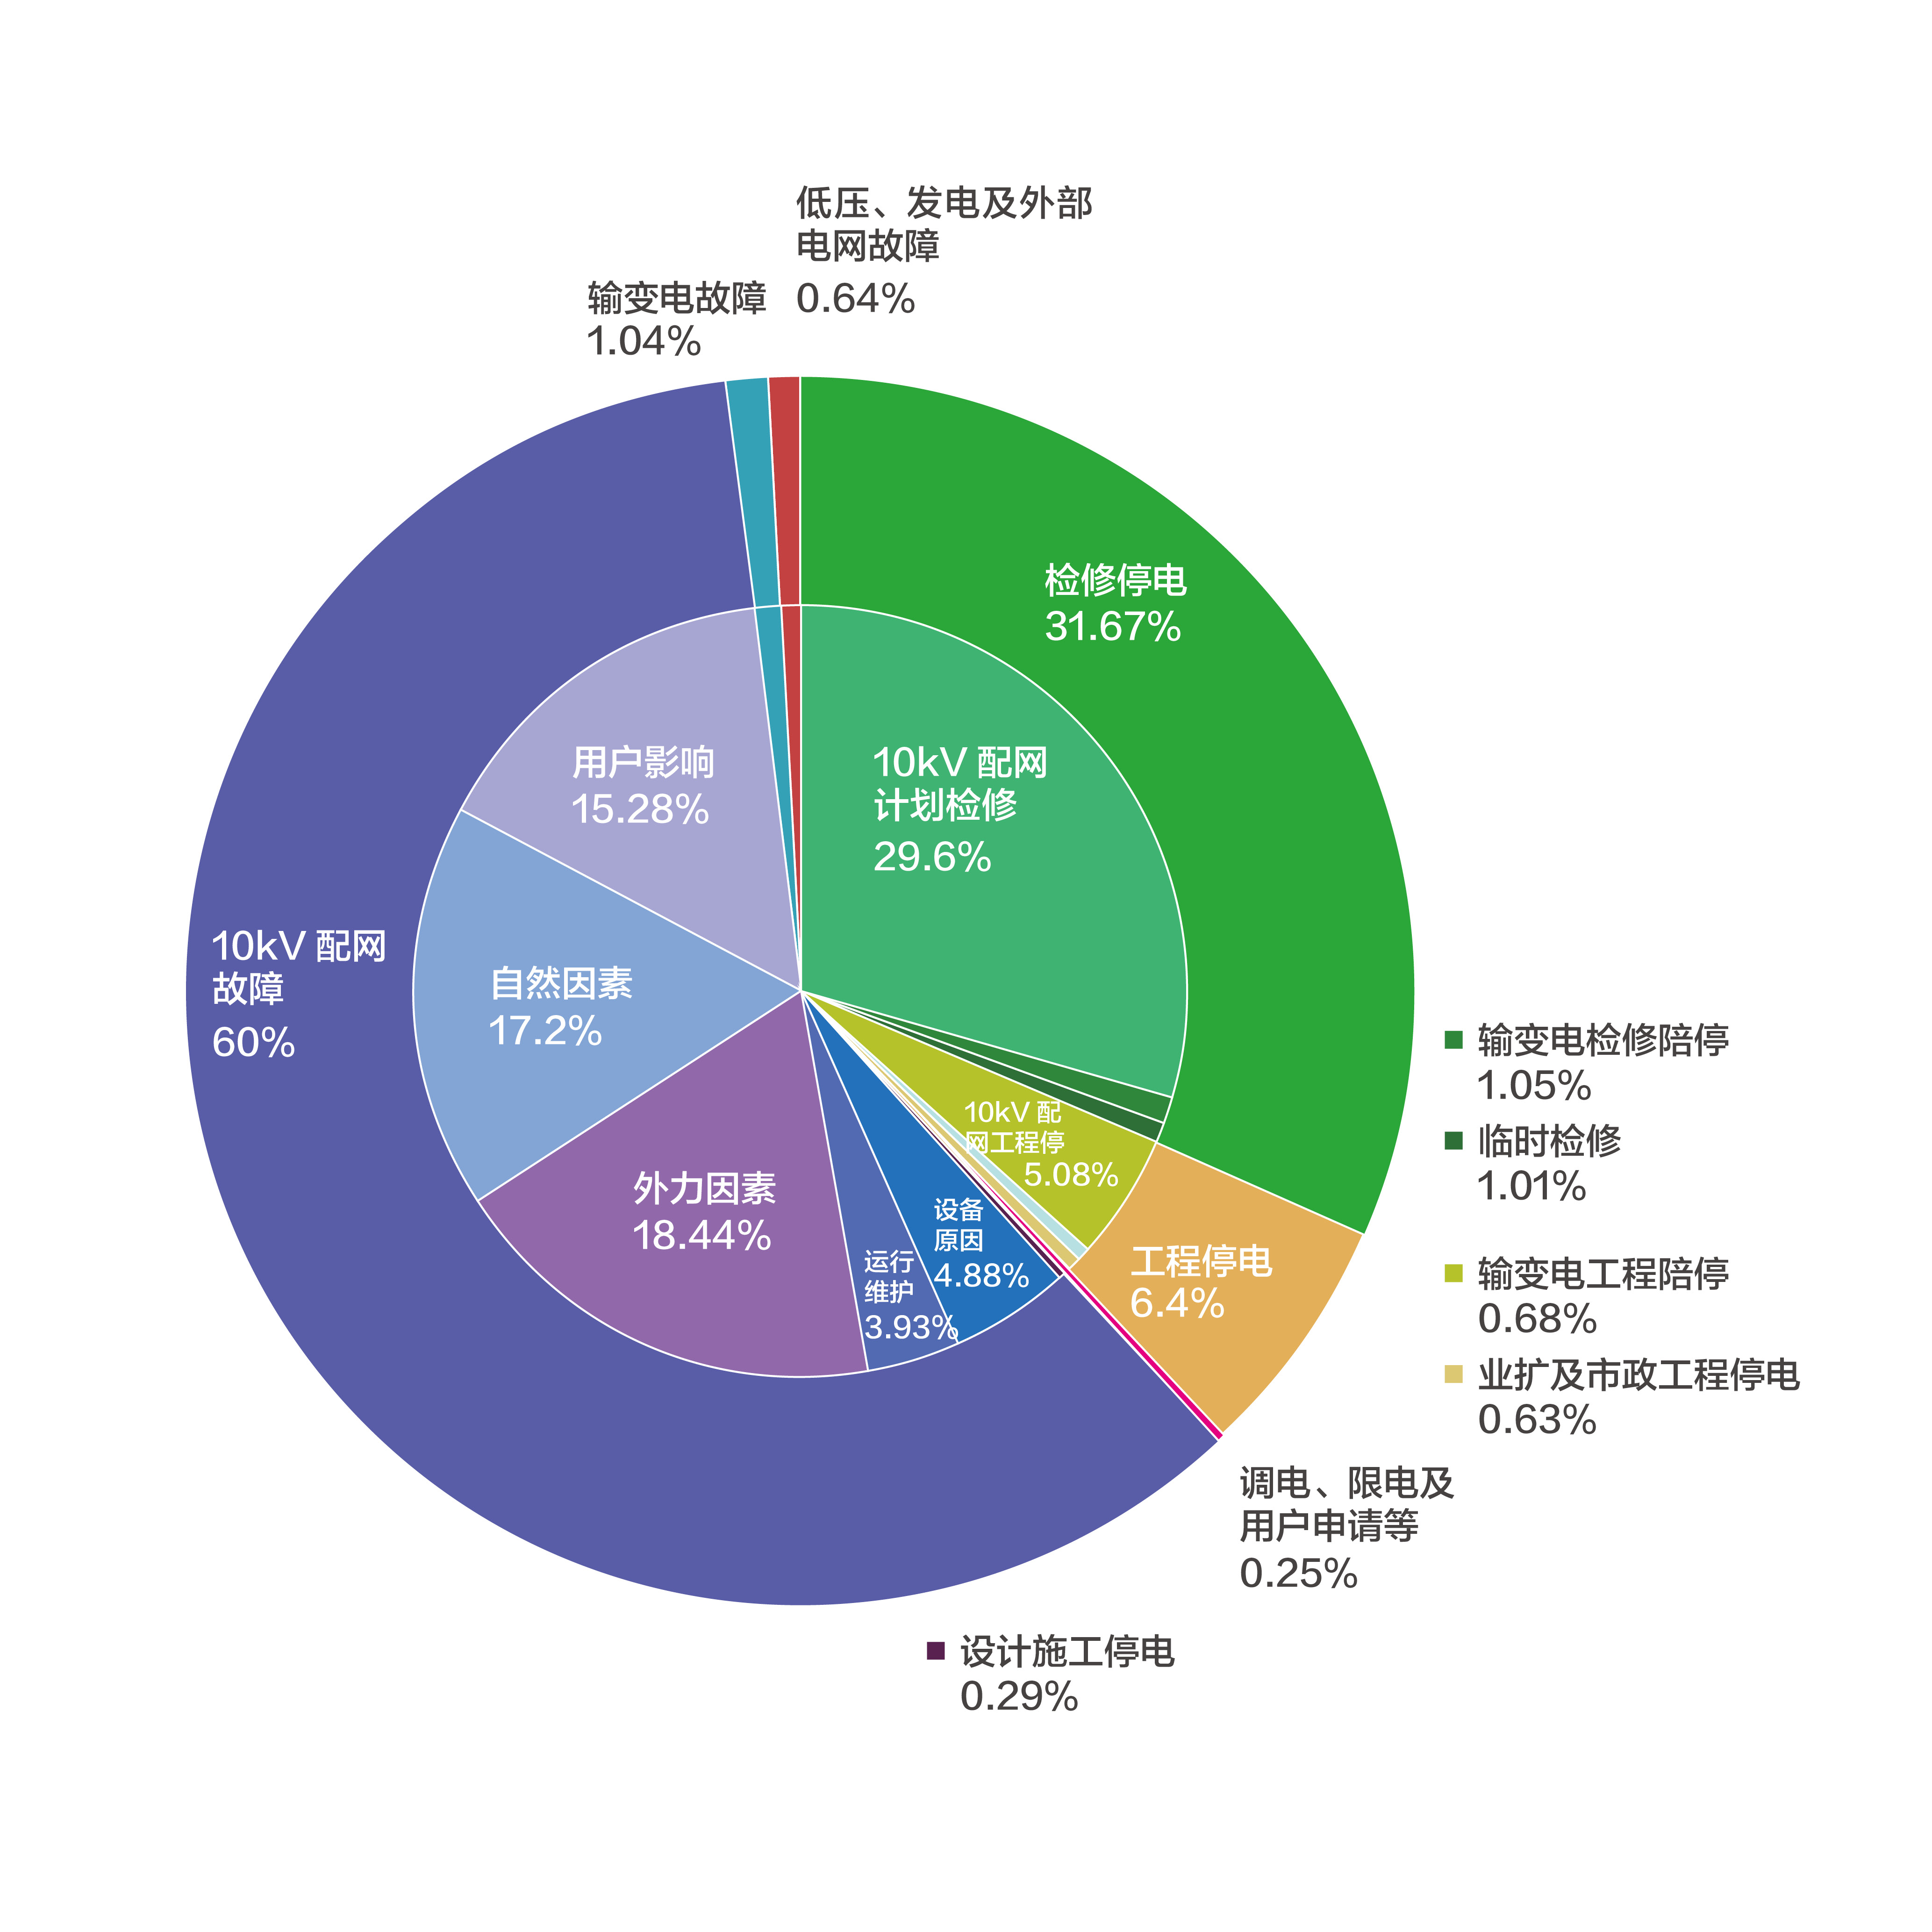 低压、发电及外部
电网故障
0.64%
输变电故障
1.04%
检修停电
31.67%
10kV 配网
计划检修
29.6%
用户影响
15.28%
10kV 配网
故障
60%
自然因素
17.2%
外力因素
18.44%
运行
维护
3.93%
设备
原因
4.88%
10kV 配
网工程停
5.08%
工程停电
6.4%
输变电检修陪停
1.05%
临时检修
1.01%
输变电工程陪停
0.68%
业扩及市政工程停电
0.63%
调电、限电及
用户申请等
0.25%
设计施工停电
0.29%